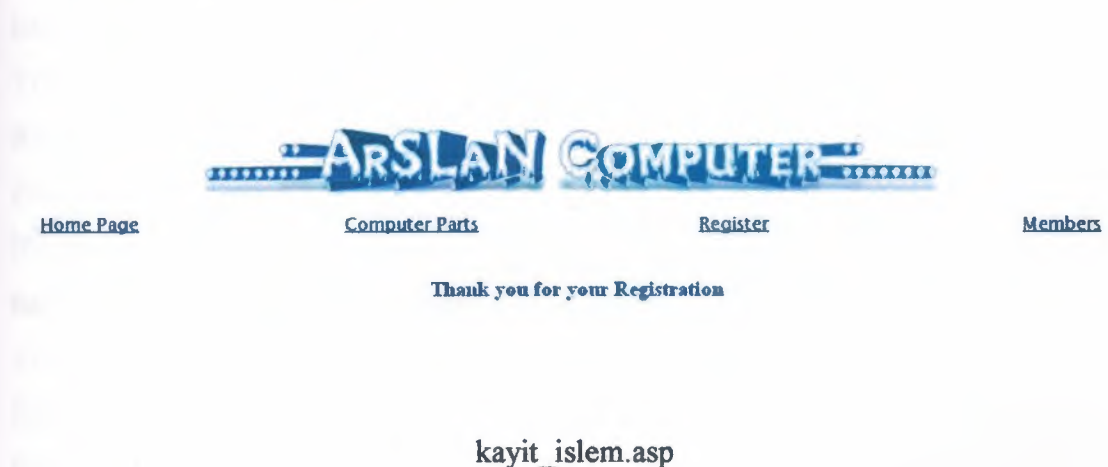 ARSLAN COMPUTER
Home Page Computer Parts Register Members
Thank you for your Registration
kayit_islem.asp